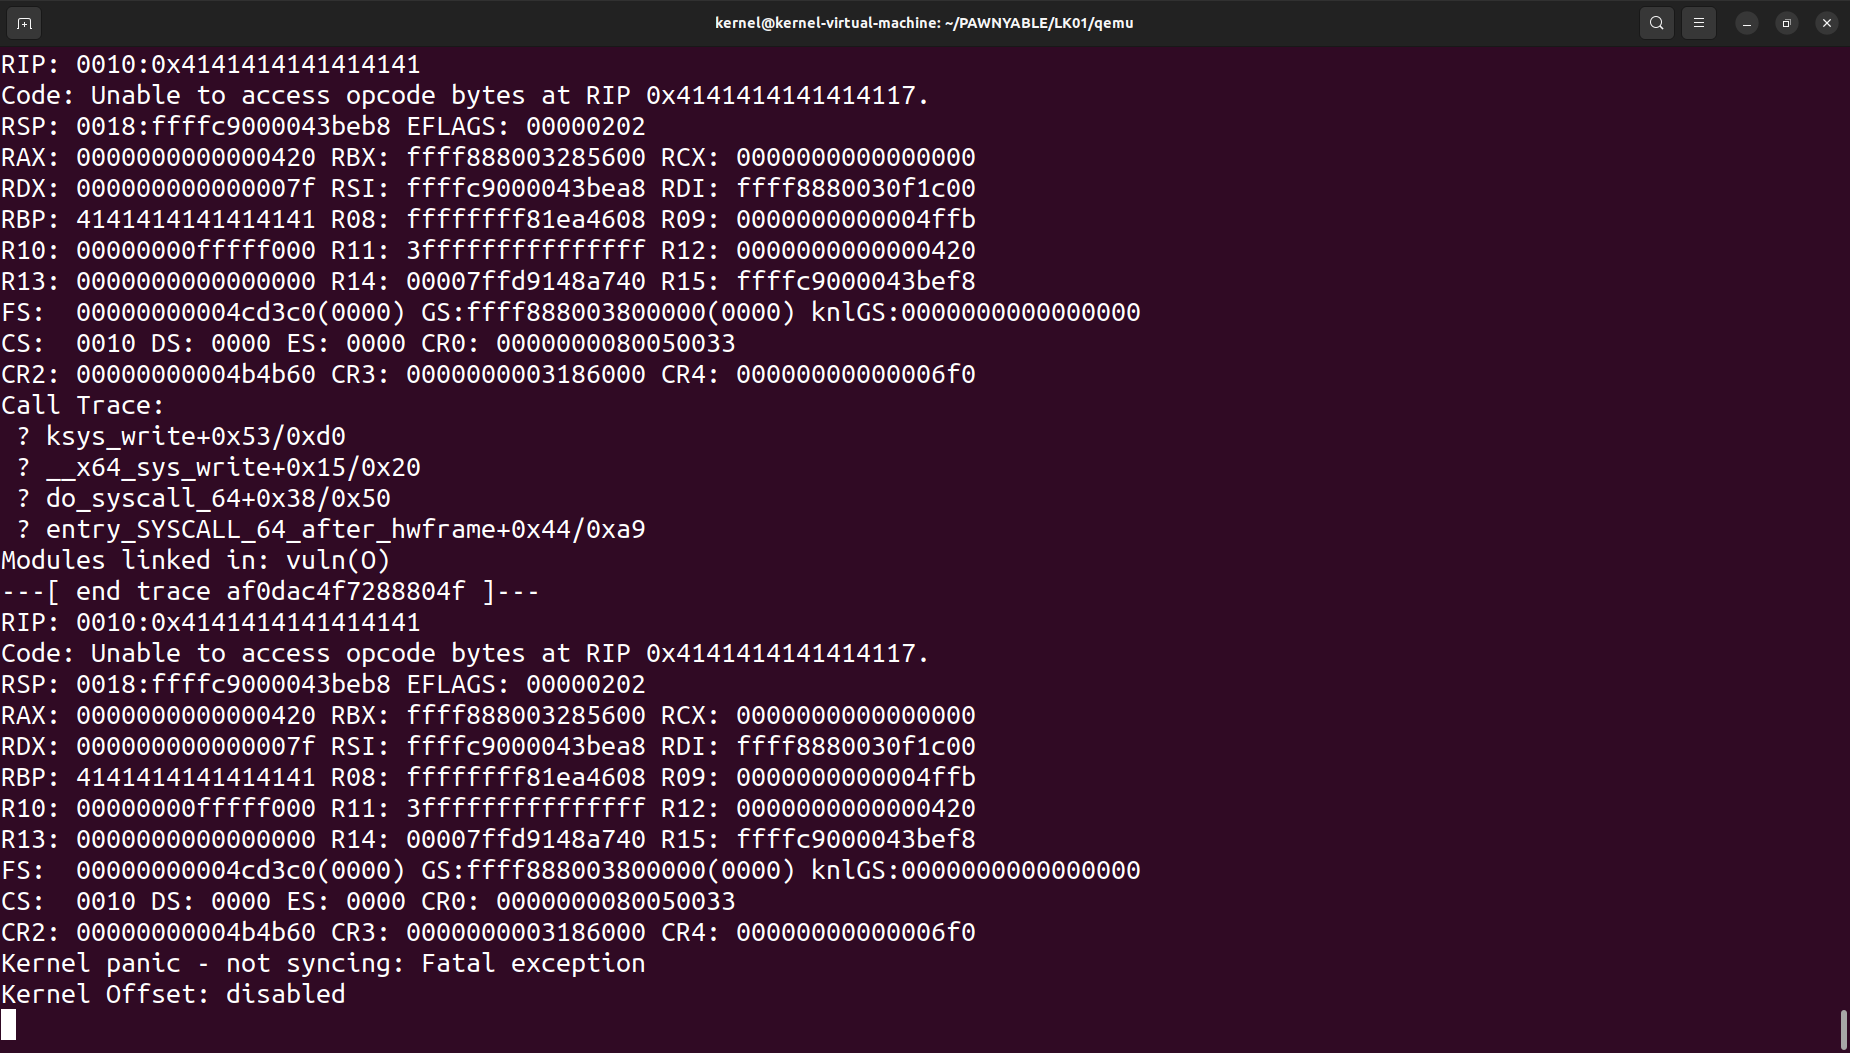 kernel@kernel-virtual-machine: ~/PAWNYABLE/LK01/qemu
RIP: 0010:0x4141414141414141
Code: Unable to access opcode bytes at RIP 0x4141414141414117.
RSP: 0018:ffffc9000043beb8 EFLAGS: 00000202
RAX: 0000000000000420 RBX: ffff888003285600 RCX: 0000000000000000
RDX: 000000000000007f RSI: ffffc9000043bea8 RDI: ffff8880030f1c00
RBP: 4141414141414141 R08: ffffffff81ea4608 R09: 0000000000004ffb
R10: 00000000fffff000 R11: 3fffffffffffffff R12: 0000000000000420
R13: 0000000000000000 R14: 00007ffd9148a740 R15: ffffc9000043bef8
FS:  00000000004cd3c0(0000) GS:ffff888003800000(0000) knlGS:0000000000000000
CS:  0010 DS: 0000 ES: 0000 CR0: 0000000080050033
CR2: 00000000004b4b60 CR3: 0000000003186000 CR4: 00000000000006f0
Call Trace:
 ? ksys_write+0x53/0xd0
 ? __x64_sys_write+0x15/0x20
 ? do_syscall_64+0x38/0x50
 ? entry_SYSCALL_64_after_hwframe+0x44/0xa9
Modules linked in: vuln(O)
---[ end trace af0dac4f7288804f ]---
RIP: 0010:0x4141414141414141
Code: Unable to access opcode bytes at RIP 0x4141414141414117.
RSP: 0018:ffffc9000043beb8 EFLAGS: 00000202
RAX: 0000000000000420 RBX: ffff888003285600 RCX: 0000000000000000
RDX: 000000000000007f RSI: ffffc9000043bea8 RDI: ffff8880030f1c00
RBP: 4141414141414141 R08: ffffffff81ea4608 R09: 0000000000004ffb
R10: 00000000fffff000 R11: 3fffffffffffffff R12: 0000000000000420
R13: 0000000000000000 R14: 00007ffd9148a740 R15: ffffc9000043bef8
FS:  00000000004cd3c0(0000) GS:ffff888003800000(0000) knlGS:0000000000000000
CS:  0010 DS: 0000 ES: 0000 CR0: 0000000080050033
CR2: 00000000004b4b60 CR3: 0000000003186000 CR4: 00000000000006f0
Kernel panic - not syncing: Fatal exception
Kernel Offset: disabled